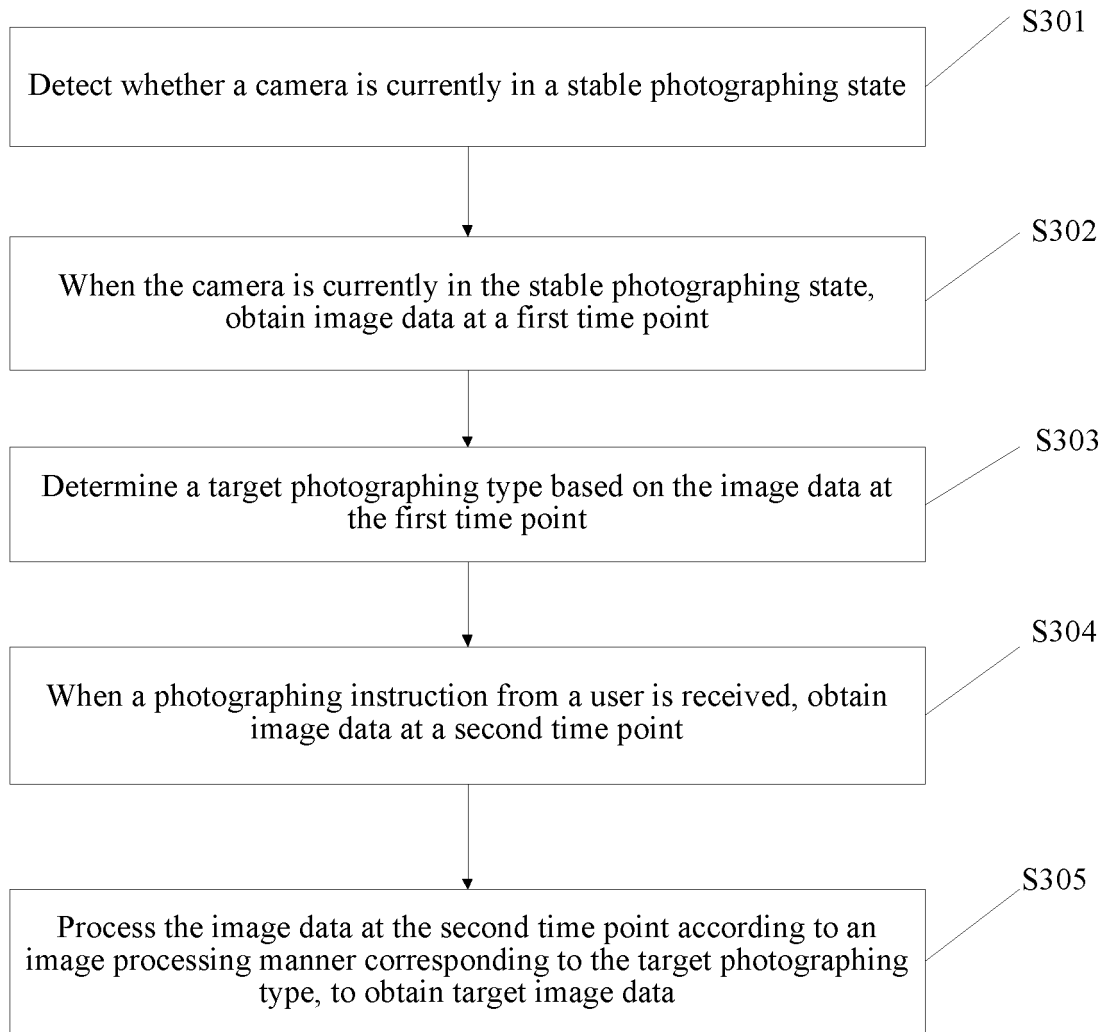 S301
Detect whether a camera is currently in a stable photographing state
S302
When the camera is currently in the stable photographing state,
obtain image data at a first time point
S303
Determine a target photographing type based on the image data at
the first time point
S304
When a photographing instruction from a user is received, obtain
image data at a second time point
S305
Process the image data at the second time point according to an
image processing manner corresponding to the target photographing
type, to obtain target image data